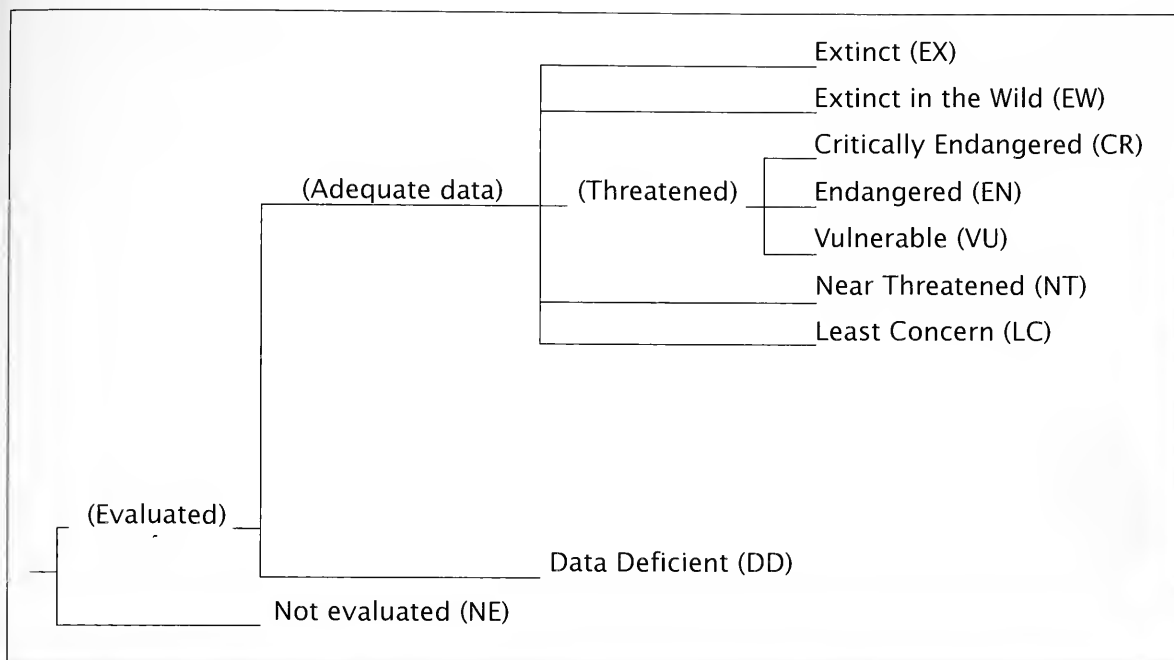 Extinct (EX)
Extinct in the Wild (EW)
Critically Endangered (CR)
(Adequate data)
(Threatened)
Endangered (EN)
Vulnerable (VU)
Near Threatened (NT)
Least Concern (LC)
(Evaluated)
Data Deficient (DD)
Not evaluated (NE)